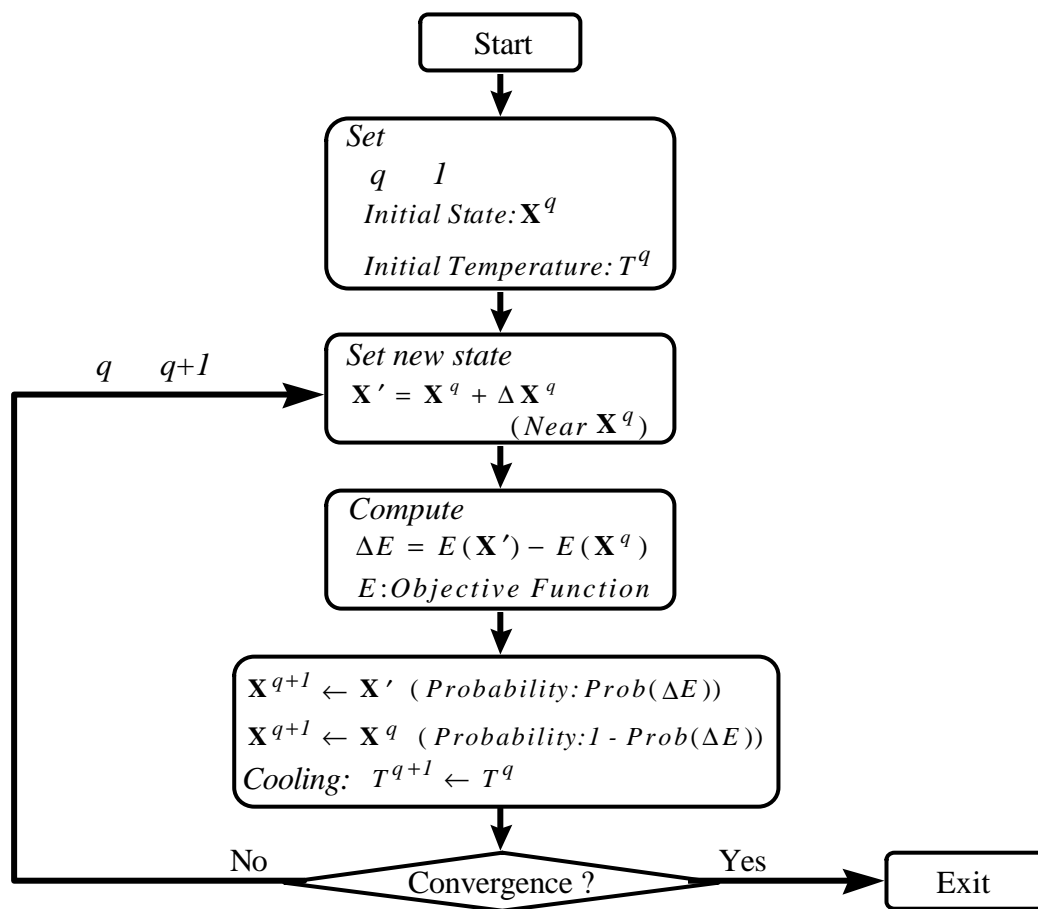 Start
Set
q 1
Initial State: X^q
Initial Temperature: T^q
q q+1
Set new state
X′ = X^q + Δ X^q
(Near X^q)
Compute
ΔE = E(X′) − E(X^q)
E:Objective Function
X^q+1 ← X′ (Probability: Prob(ΔE))
X^q+1 ← X^q (Probability:1 - Prob(ΔE))
Cooling: T^q+1 ← T^q
No
Convergence ?
Yes
Exit